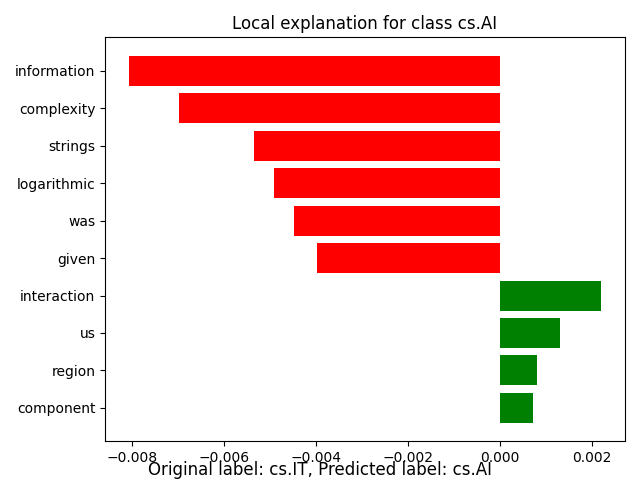 Local explanation for class cs.AI
information
complexity
strings
logarithmic
was
given
interaction
us
region
component
−0.008 −0.006 −0.004 −0.002 0.000 0.002
Original label: cs.IT, Predicted label: cs.AI